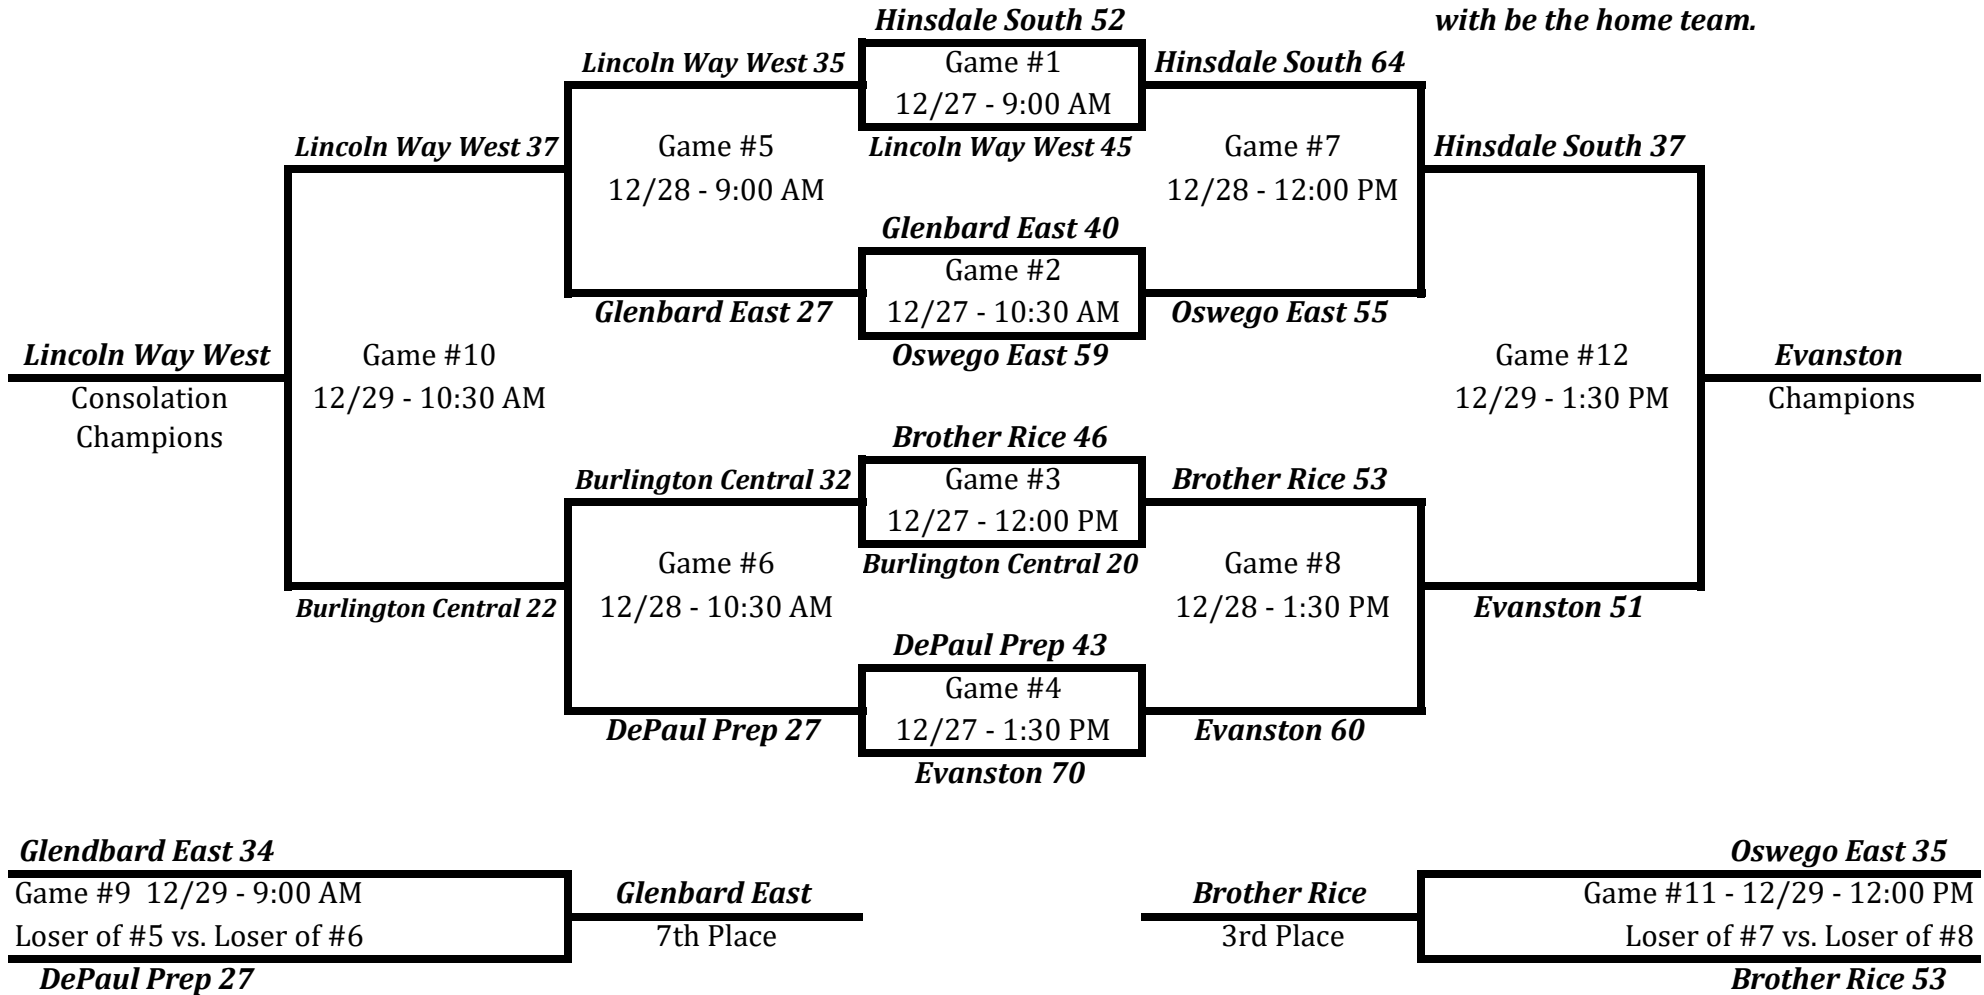 Hinsdale South 52
with be the home team.
Lincoln Way West 35
Game #1
Hinsdale South 64
12/27 - 9:00 AM
Lincoln Way West 37
Game #5
Lincoln Way West 45
Game #7
Hinsdale South 37
12/28 - 9:00 AM
12/28 - 12:00 PM
Glenbard East 40
Game #2
Glenbard East 27
12/27 - 10:30 AM
Oswego East 55
Lincoln Way West
Game #10
Oswego East 59
Game #12
Evanston
Consolation
Champions
12/29 - 10:30 AM
12/29 - 1:30 PM
Champions
Brother Rice 46
Burlington Central 32
Game #3
Brother Rice 53
12/27 - 12:00 PM
Game #6
Burlington Central 20
Game #8
Burlington Central 22
12/28 - 10:30 AM
12/28 - 1:30 PM
Evanston 51
DePaul Prep 43
Game #4
DePaul Prep 27
12/27 - 1:30 PM
Evanston 60
Evanston 70
Glendbard East 34
Game #9 12/29 - 9:00 AM
Loser of #5 vs. Loser of #6
DePaul Prep 27
Glenbard East
7th Place
Brother Rice
3rd Place
Oswego East 35
Game #11 - 12/29 - 12:00 PM
Loser of #7 vs. Loser of #8
Brother Rice 53